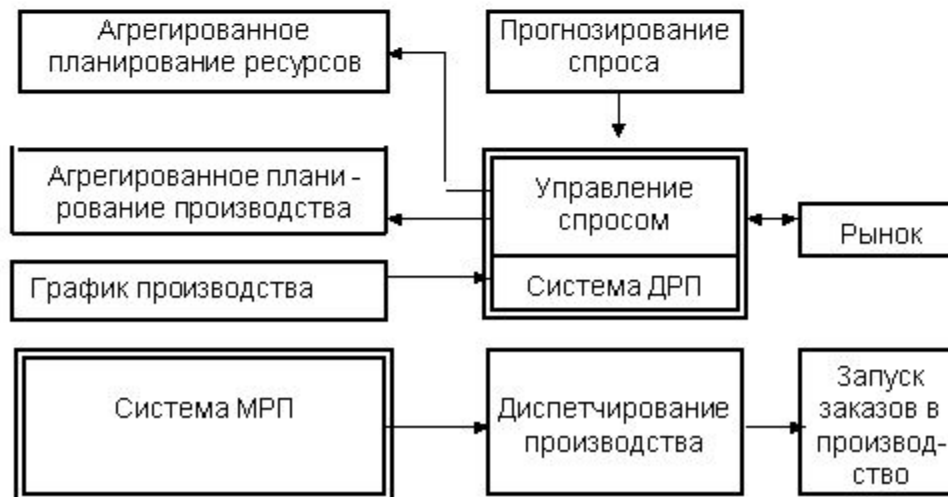 Агрегированное
планирование ресурсов
Прогнозирование
спроса
Агрегированное плани -
рование производства
Управление
спросом
Рынок
График производства
Система ДРП
Система МРП
Диспетчирование
производства
Запуск
заказов в
производ-
ство